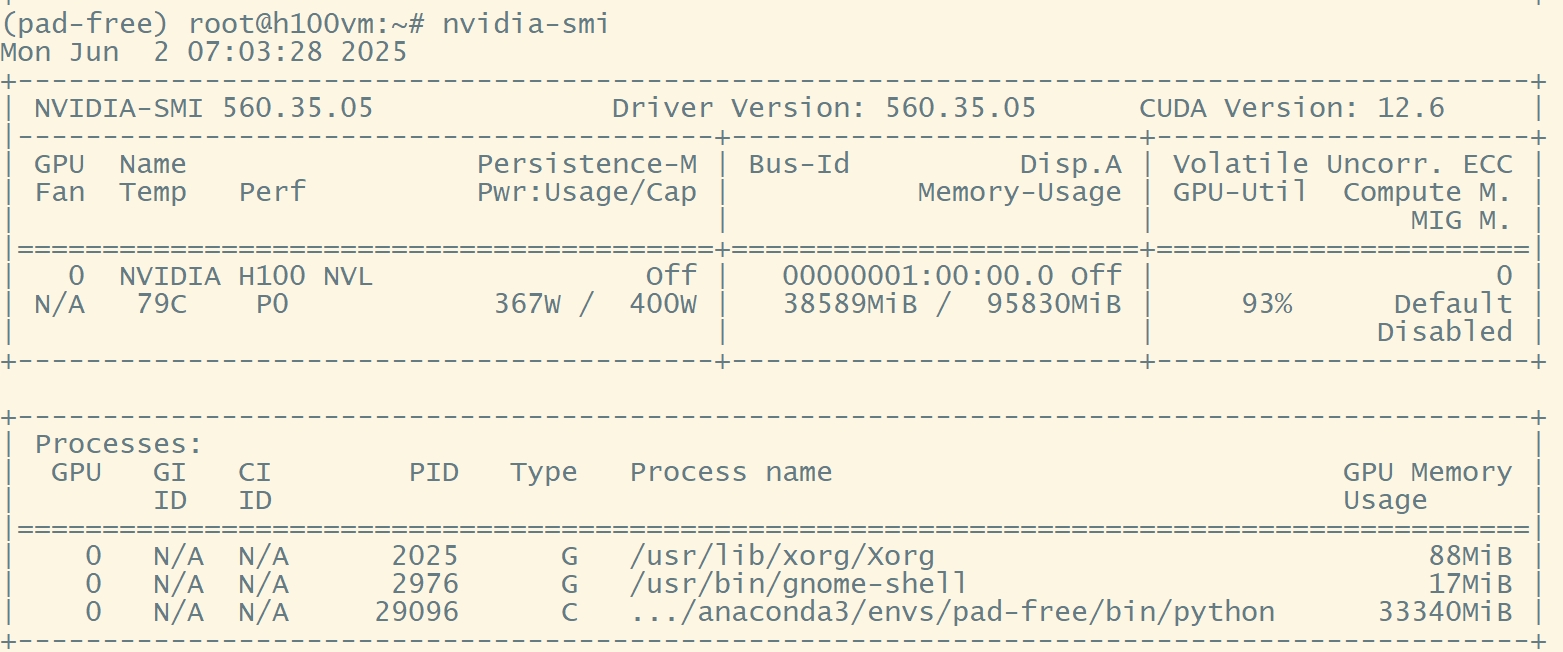 (pad-free) root@h100vm:~# nvidia-smi
Mon Jun  2 07:03:28 2025
+-----------------------------------------------------------------------------------------+
| NVIDIA-SMI 560.35.05              Driver Version: 560.35.05      CUDA Version: 12.6     |
|-----------------------------------------+------------------------+----------------------+
| GPU  Name                 Persistence-M | Bus-Id          Disp.A | Volatile Uncorr. ECC |
| Fan  Temp   Perf          Pwr:Usage/Cap |           Memory-Usage | GPU-Util  Compute M. |
|                                         |                        |               MIG M. |
|=========================================+========================+======================|
|   0  NVIDIA H100 NVL                Off |   00000001:00:00.0 Off |                    0 |
| N/A   79C    P0            367W /  400W |   38589MiB /  95830MiB |     93%      Default |
|                                         |                        |             Disabled |
+-----------------------------------------+------------------------+----------------------+
+-----------------------------------------------------------------------------------------+
| Processes:                                                                              |
|  GPU   GI   CI        PID   Type   Process name                              GPU Memory |
|        ID   ID                                                               Usage      |
|=========================================================================================|
|    0   N/A  N/A      2025      G   /usr/lib/xorg/Xorg                             88MiB |
|    0   N/A  N/A      2976      G   /usr/bin/gnome-shell                           17MiB |
|    0   N/A  N/A     29096      C   .../anaconda3/envs/pad-free/bin/python      33340MiB |
+-----------------------------------------------------------------------------------------+